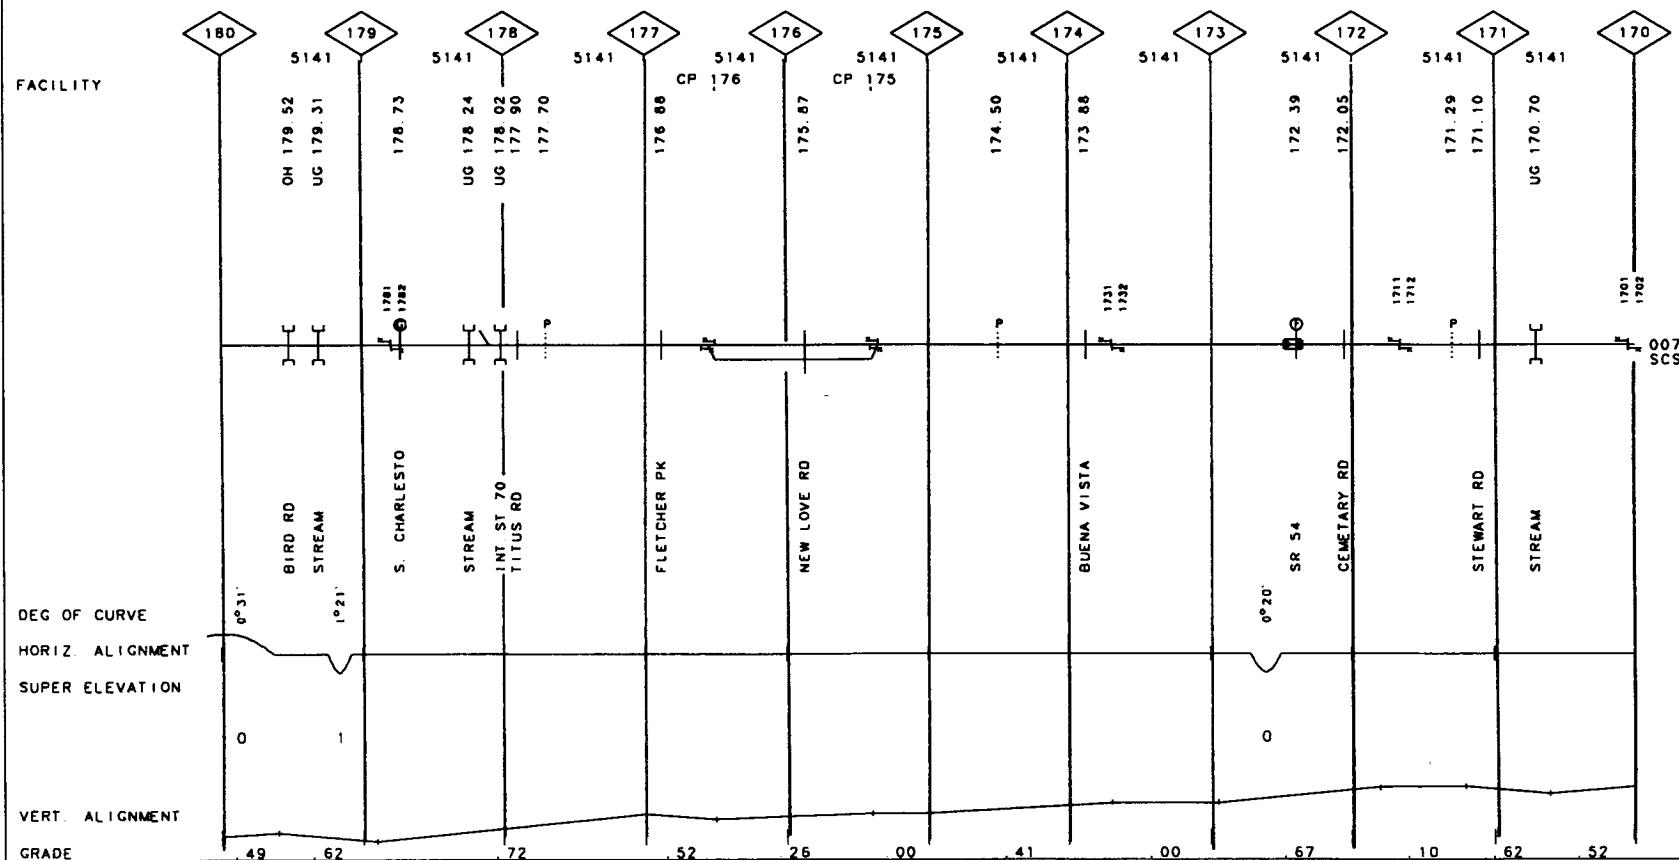 180 179 178 177 176 175 174 173 172 171 170
5141 5141 5141 5141 5141 5141 5141 5141 5141 5141
FACILITY
CP 176 CP 175
OH 179.52
UG 179.31
178.73
UG 178.24
UG 178.02
177.90
177.70
176.88
175.87
174.50
173.88
172.39
172.05
171.29
171.10
UG 170.70
1781
1782
P
P
1731
1732
1711
1712
P
1701
1702
007
SCS
BIRD RD
STREAM
S. CHARLESTO
STREAM
INT ST 70
TITUS RD
FLETCHER PK
NEW LOVE RD
BUENA VISTA
SR 54
CEMETARY RD
STEWART RD
STREAM
DEG OF CURVE
0°31'
1°21'
0°20'
HORIZ. ALIGNMENT
SUPER ELEVATION
0 1 0
VERT. ALIGNMENT
GRADE .49 .62 .72 .52 .26 .00 .41 .00 .67 .10 .62 .52